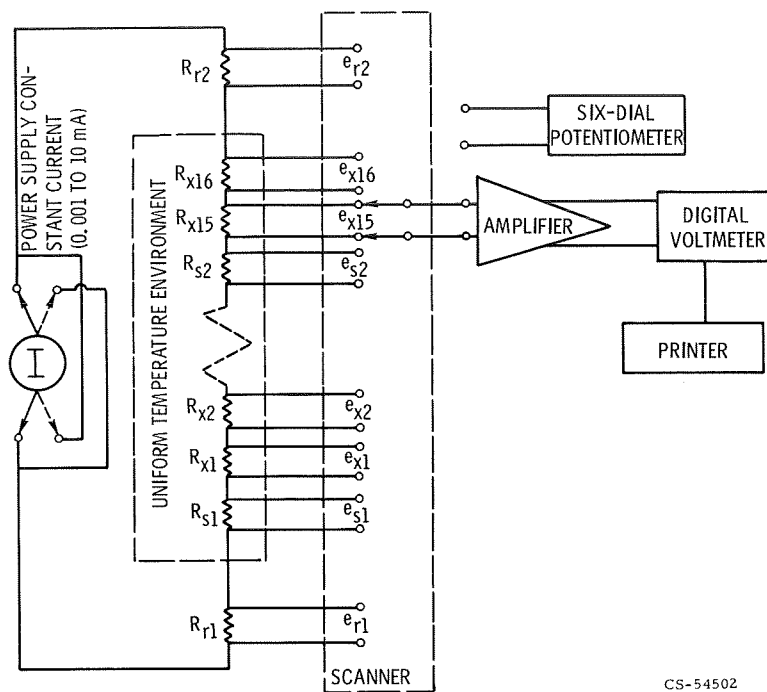 POWER SUPPLY CON-
STANT CURRENT
(0.001 TO 10 mA)
I
UNIFORM TEMPERATURE ENVIRONMENT
Rr2
Rx16
Rx15
Rs2
Rx2
Rx1
Rs1
Rr1
er2
ex16
ex15
es2
ex2
ex1
es1
er1
SCANNER
SIX-DIAL
POTENTIOMETER
AMPLIFIER
DIGITAL
VOLTMETER
PRINTER
CS-54502